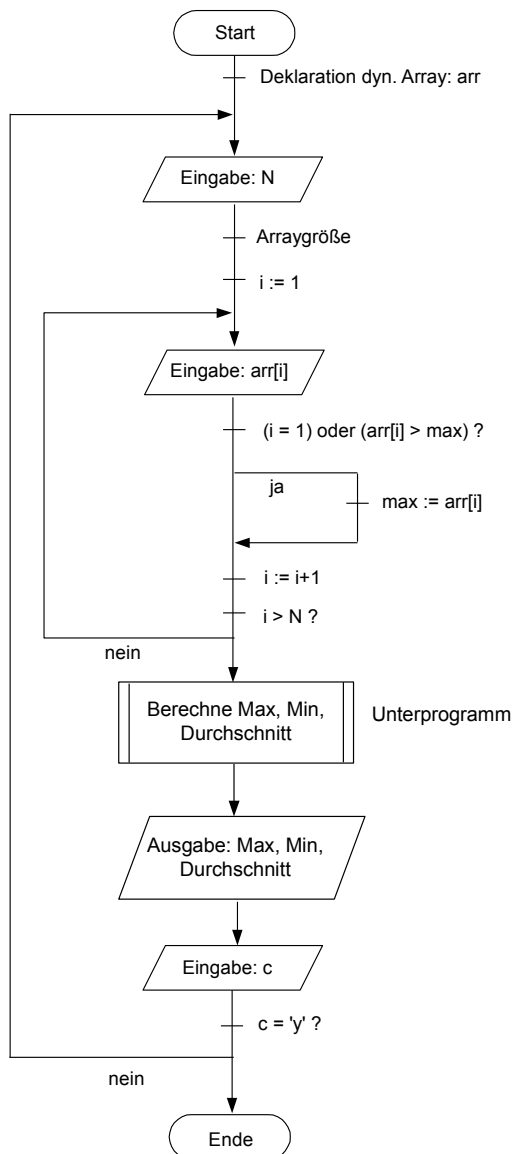 Start
Deklaration dyn. Array: arr
Eingabe: N
Arraygröße
i := 1
Eingabe: arr[i]
(i = 1) oder (arr[i] > max) ?
ja
max := arr[i]
i := i+1
i > N ?
nein
Berechne Max, Min,
Durchschnitt
Unterprogramm
Ausgabe: Max, Min,
Durchschnitt
Eingabe: c
c = 'y' ?
nein
Ende